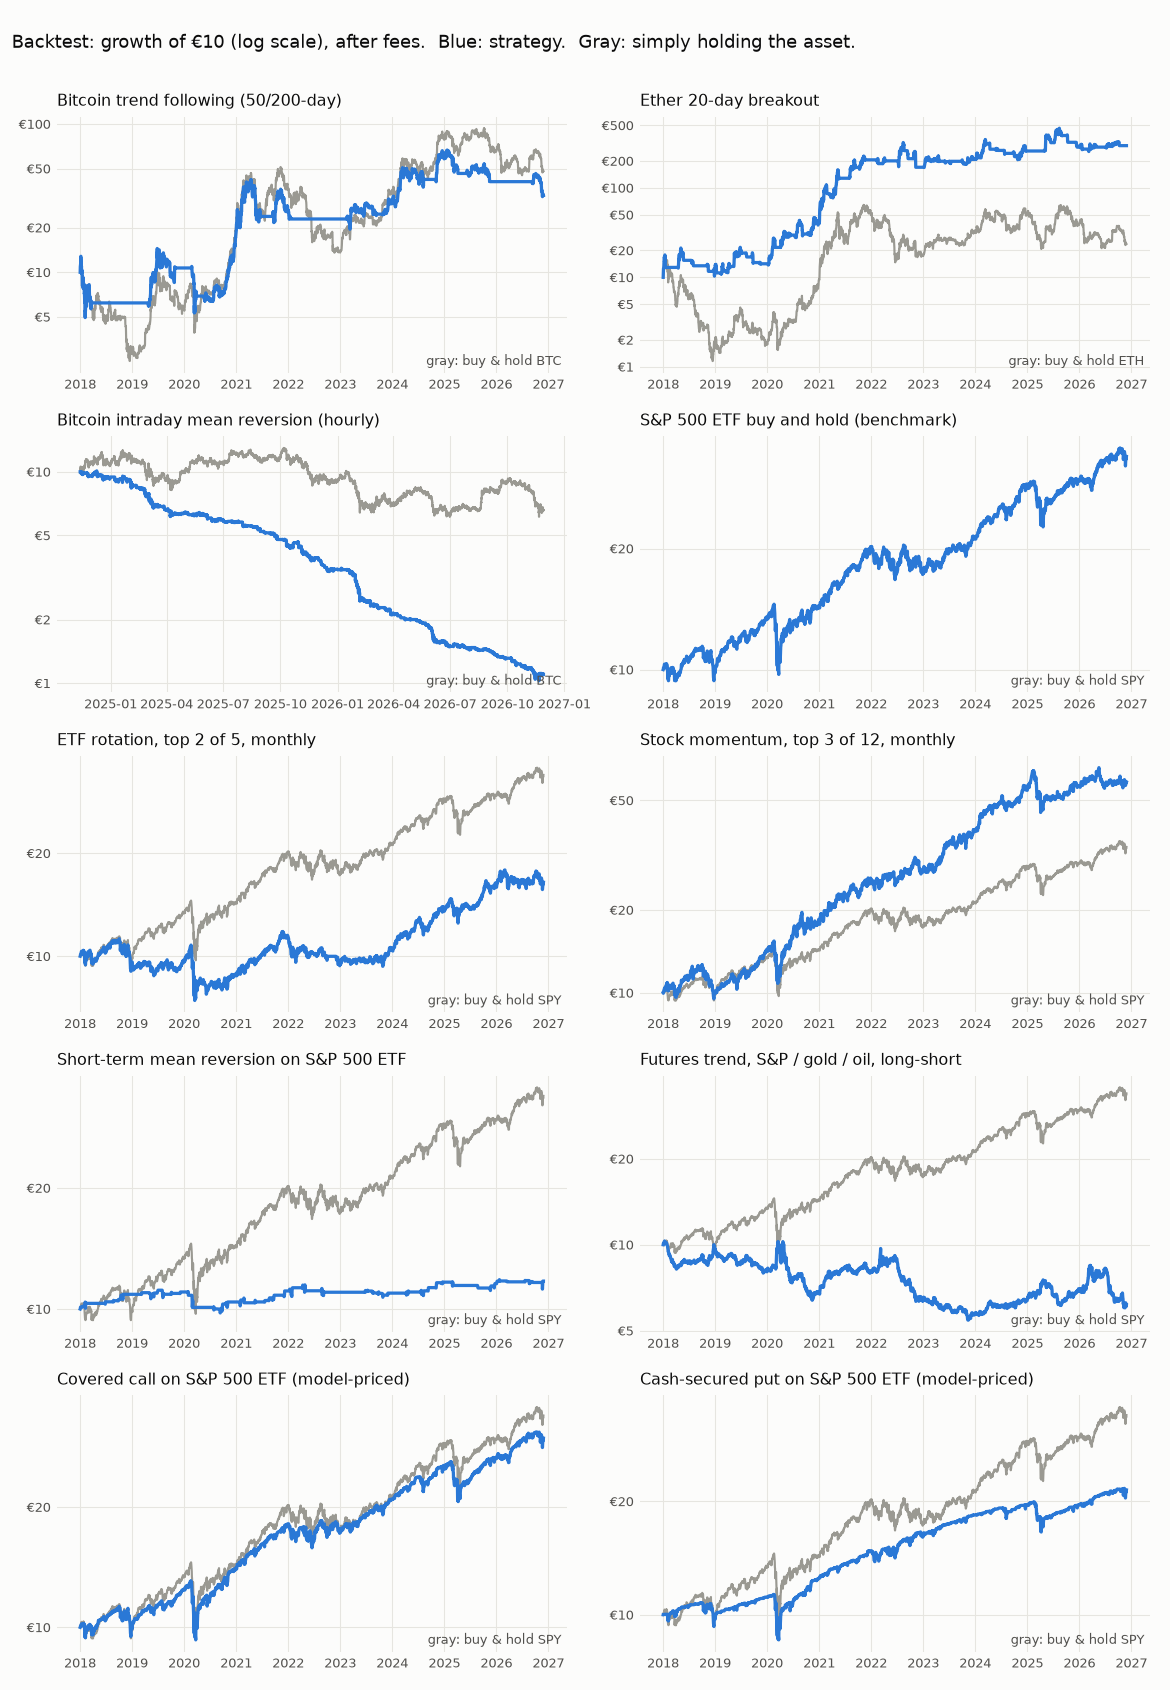 Backtest: growth of €10 (log scale), after fees.  Blue: strategy.  Gray: simply holding the asset.
Bitcoin trend following (50/200-day)
€100
€50
€20
€10
€5
gray: buy & hold BTC
2018 2019 2020 2021 2022 2023 2024 2025 2026 2027
Ether 20-day breakout
€500
€200
€100
€50
€20
€10
€5
€2
€1
gray: buy & hold ETH
2018 2019 2020 2021 2022 2023 2024 2025 2026 2027
Bitcoin intraday mean reversion (hourly)
€10
€5
€2
€1
gray: buy & hold BTC
2025-01 2025-04 2025-07 2025-10 2026-01 2026-04 2026-07 2026-10 2027-01
S&P 500 ETF buy and hold (benchmark)
€20
€10
gray: buy & hold SPY
2018 2019 2020 2021 2022 2023 2024 2025 2026 2027
ETF rotation, top 2 of 5, monthly
€20
€10
gray: buy & hold SPY
2018 2019 2020 2021 2022 2023 2024 2025 2026 2027
Stock momentum, top 3 of 12, monthly
€50
€20
€10
gray: buy & hold SPY
2018 2019 2020 2021 2022 2023 2024 2025 2026 2027
Short-term mean reversion on S&P 500 ETF
€20
€10
gray: buy & hold SPY
2018 2019 2020 2021 2022 2023 2024 2025 2026 2027
Futures trend, S&P / gold / oil, long-short
€20
€10
€5
gray: buy & hold SPY
2018 2019 2020 2021 2022 2023 2024 2025 2026 2027
Covered call on S&P 500 ETF (model-priced)
€20
€10
gray: buy & hold SPY
2018 2019 2020 2021 2022 2023 2024 2025 2026 2027
Cash-secured put on S&P 500 ETF (model-priced)
€20
€10
gray: buy & hold SPY
2018 2019 2020 2021 2022 2023 2024 2025 2026 2027